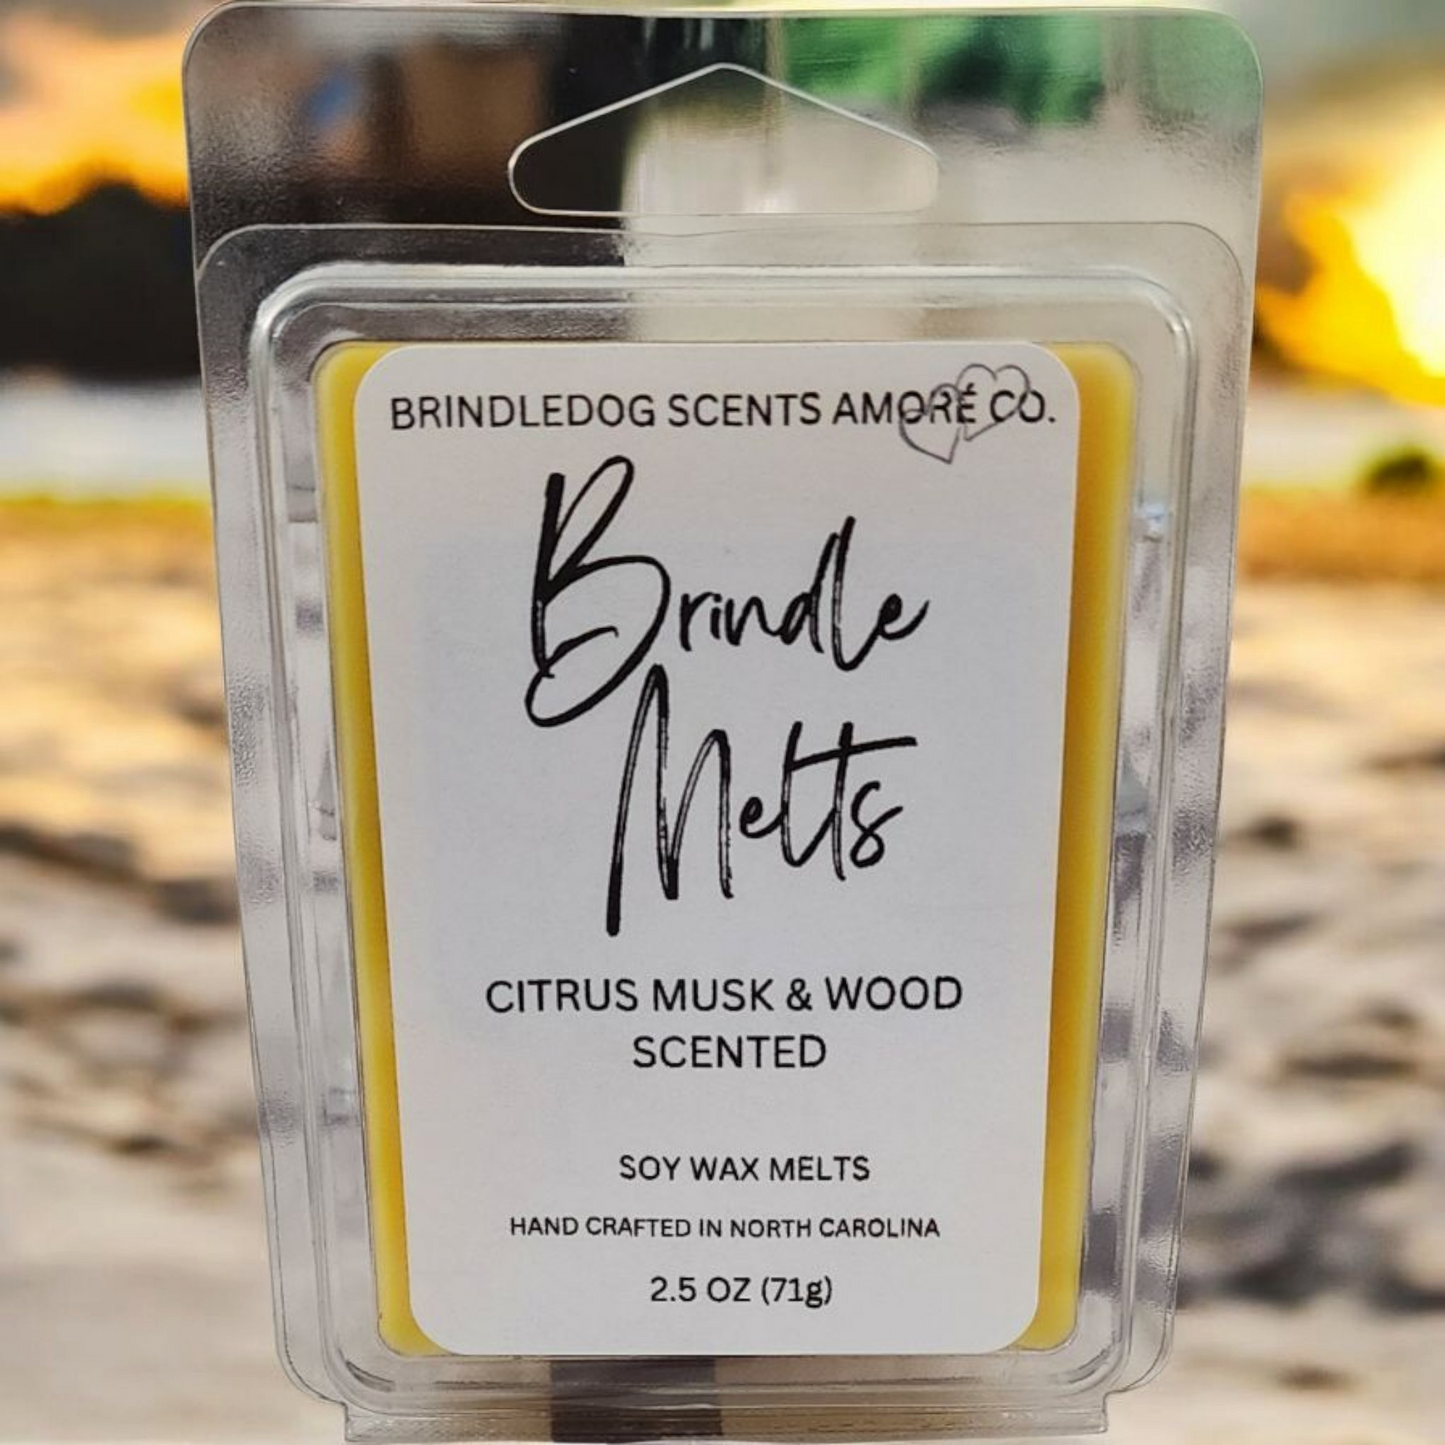 BRINDLEDOG SCENTS AMORÉ CO.
Brindle
Melts
CITRUS MUSK & WOOD
SCENTED
SOY WAX MELTS
HAND CRAFTED IN NORTH CAROLINA
2.5 OZ (71g)